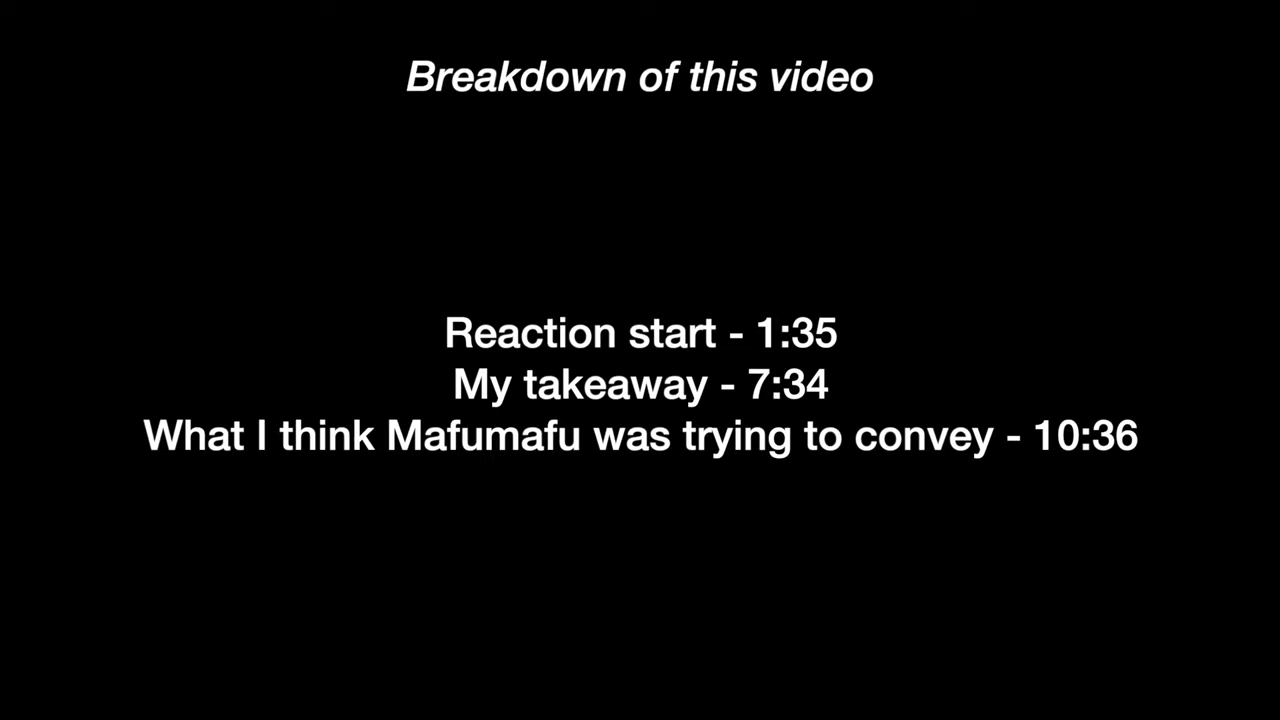 Breakdown of this video
Reaction start - 1:35
My takeaway - 7:34
What I think Mafumafu was trying to convey - 10:36